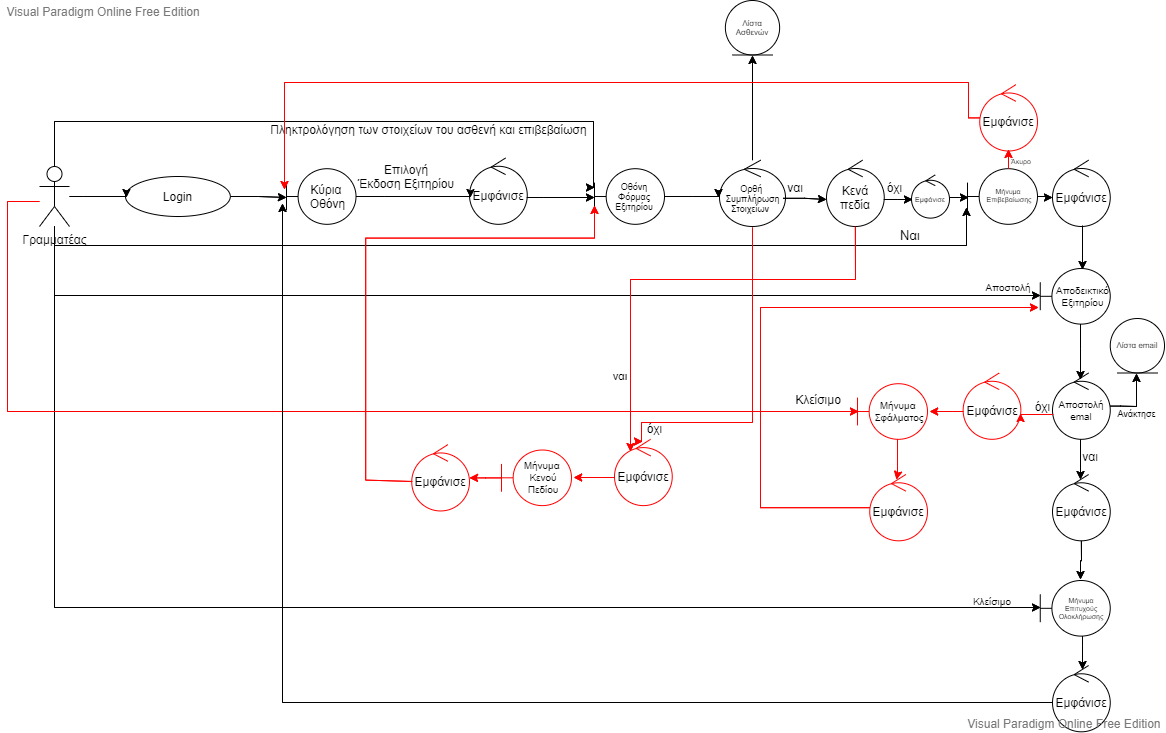 Visual Paradigm Online Free Edition
Λίστα
Ασθενών
Εμφάνισε
Πληκτρολόγηση των στοιχείων του ασθενή και επιβεβαίωση
Άκυρο
Login
Κύρια
Οθόνη
Επιλογή
Έκδοση Εξιτηρίου
Εμφάνισε
Οθόνη
Φόρμας
Εξιτηρίου
Ορθή
Συμπλήρωση
Στοιχείων
ναι
Κενά
πεδία
όχι
Εμφάνισε
Μήνυμα
Επιβεβαίωσης
Εμφάνισε
Γραμματέας
Ναι
Αποστολή
Αποδεικτικό
Εξιτηρίου
Λίστα email
ναι
Κλείσιμο
Μήνυμα
Σφάλματος
Εμφάνισε
όχι
Αποστολή
emal
Ανάκτησε
όχι
ναι
Εμφάνισε
Μήνυμα
Κενού
Πεδίου
Εμφάνισε
Εμφάνισε
Εμφάνισε
Κλείσιμο
Μήνυμα
Επιτυχούς
Ολοκλήρωσης
Εμφάνισε
Visual Paradigm Online Free Edition